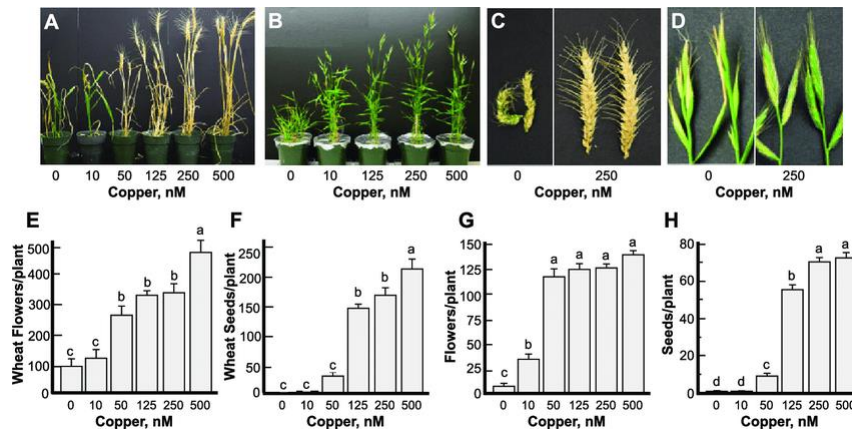 A
B
C
D
0 10 50 125 250 500
Copper, nM
0 10 125 250 500
Copper, nM
0 250
Copper, nM
0 250
Copper, nM
E
F
G
H
Wheat Flowers/plant
500
400
300
200
100
c c b b b a
0 10 50 125 250 500
Copper, nM
Wheat Seeds/plant
250
200
150
100
50
0
c c c b b a
0 10 50 125 250 500
Copper, nM
Flowers/plant
150
125
100
75
50
25
0
c b a a a a
0 10 50 125 250 500
Copper, nM
Seeds/plant
80
60
40
20
0
d d c b a a
0 10 50 125 250 500
Copper, nM